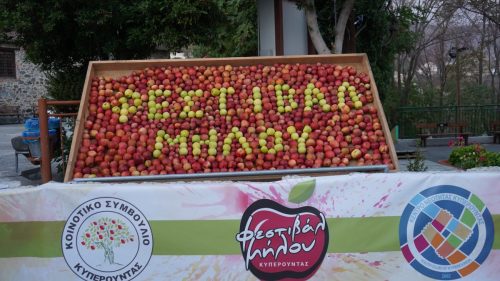 ΦΕΣΤΙΒΑΛ
ΜΗΛΟΥ
ΚΟΙΝΟΤΙΚΟ ΣΥΜΒΟΥΛΙΟ
ΚΥΠΕΡΟΥΝΤΑΣ
Φεστιβάλ
μήλου
ΚΥΠΕΡΟΥΝΤΑΣ